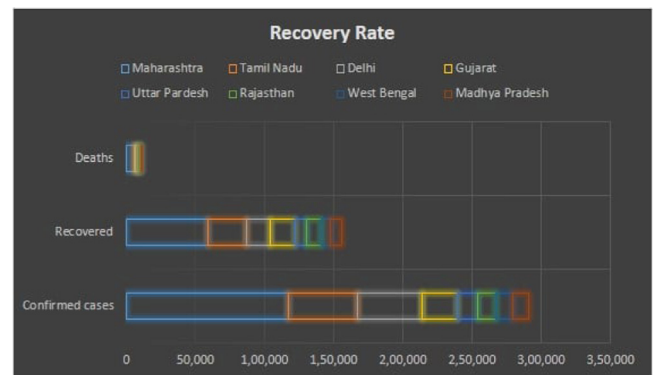 Recovery Rate
Maharashtra Tamil Nadu Delhi Gujarat
Uttar Pardesh Rajasthan West Bengal Madhya Pradesh
Deaths
Recovered
Confirmed cases
0 50,000 1,00,000 1,50,000 2,00,000 2,50,000 3,00,000 3,50,000